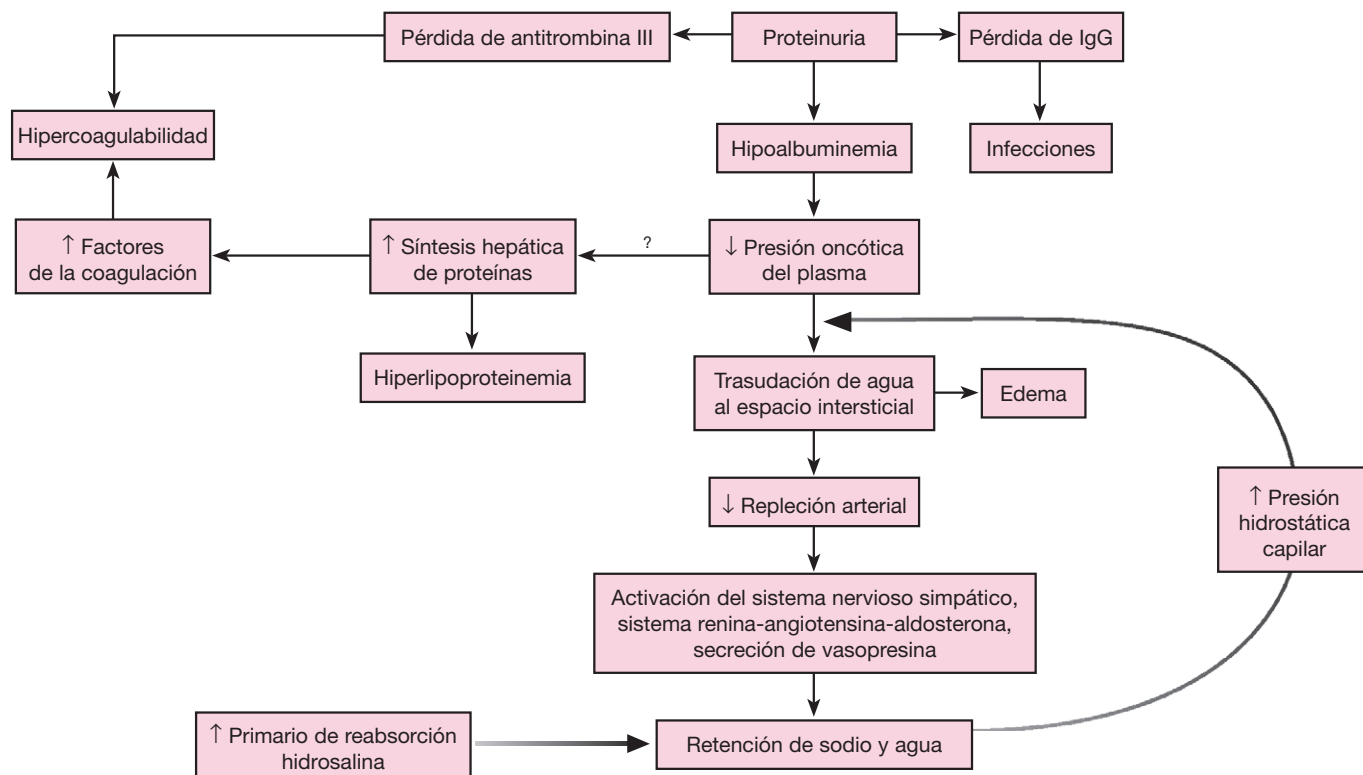 Pérdida de antitrombina III
Proteinuria
Pérdida de IgG
Hipercoagulabilidad
Hipoalbuminemia
Infecciones
↑ Factores
de la coagulación
↑ Síntesis hepática
de proteínas
?
↓ Presión oncótica
del plasma
Hiperlipoproteinemia
Trasudación de agua
al espacio intersticial
Edema
↓ Repleción arterial
↑ Presión
hidrostática
capilar
Activación del sistema nervioso simpático,
sistema renina-angiotensina-aldosterona,
secreción de vasopresina
↑ Primario de reabsorción
hidrosalina
Retención de sodio y agua